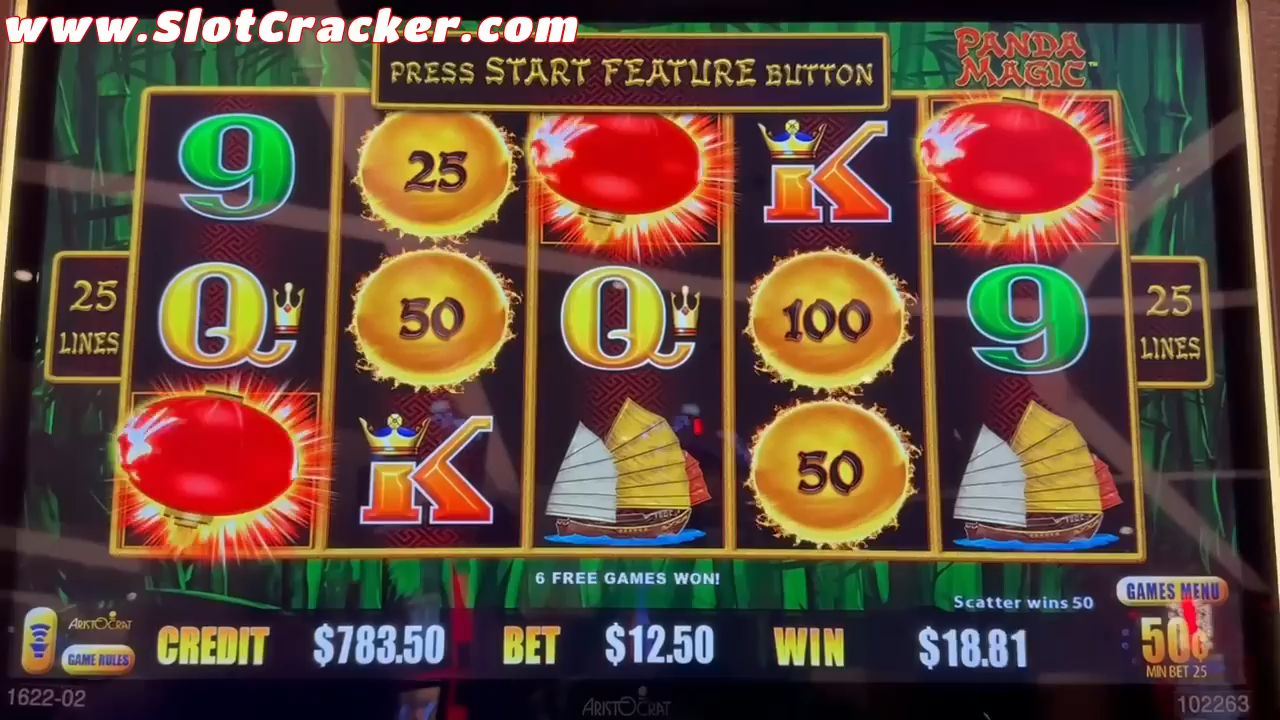 www.SlotCracker.com
PRESS START FEATURE BUTTON
PANDA
MAGIC™
9
25
K
K
25
LINES
Q
50
Q
100
9
25
LINES
K
50
6 FREE GAMES WON!
Scatter wins 50
GAMES MENU
ARISTOCRAT
GAME RULES
CREDIT $783.50 BET $12.50 WIN $18.81
50¢
MIN BET 25
1622-02
ARISTOCRAT
102263